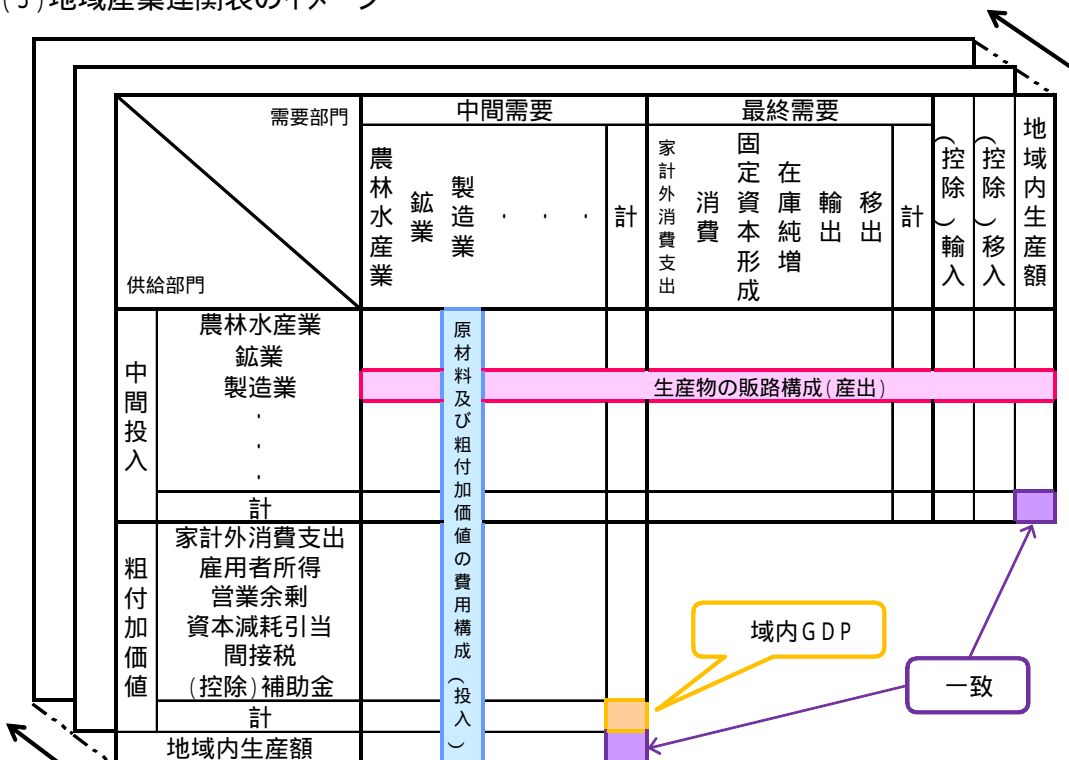 (3)地域産業連関表のイメージ
需要部門
供給部門
中間需要
最終需要
農林水産業
鉱業
製造業
・
・
・
計
家計外消費支出
消費
固定資本形成
在庫純増
輸出
移出
計
(控除)輸入
(控除)移入
地域内生産額
中間投入
農林水産業
鉱業
製造業
・
・
・
計
生産物の販路構成(産出)
原材料及び粗付加価値の費用構成(投入)
粗付加価値
家計外消費支出
雇用者所得
営業余剰
資本減耗引当
間接税
(控除)補助金
計
地域内生産額
域内GDP
一致